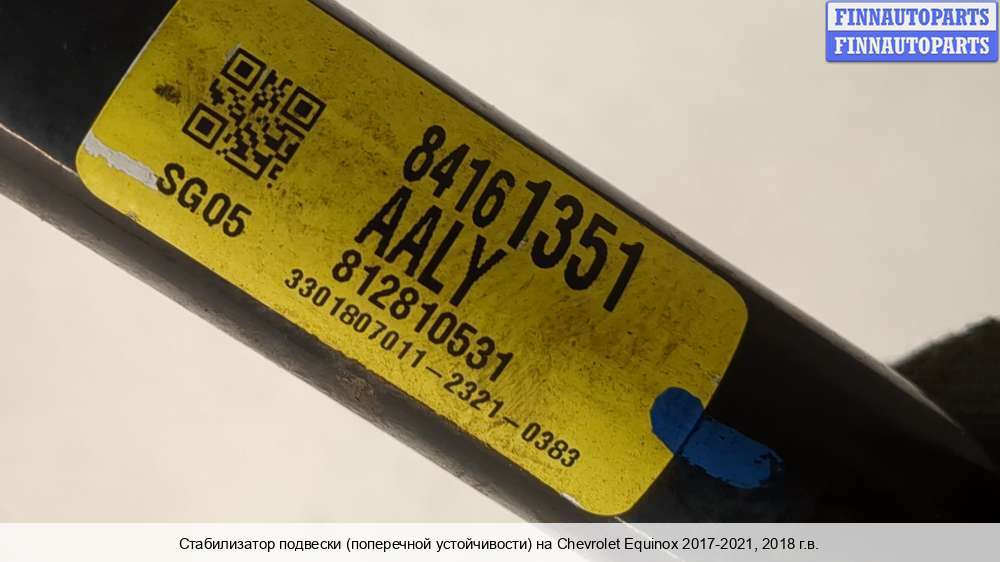 FINNAUTOPARTS
FINNAUTOPARTS
84161351
SG05
AALY
812810531
3301807011-2321-0383
Стабилизатор подвески (поперечной устойчивости) на Chevrolet Equinox 2017-2021, 2018 г.в.